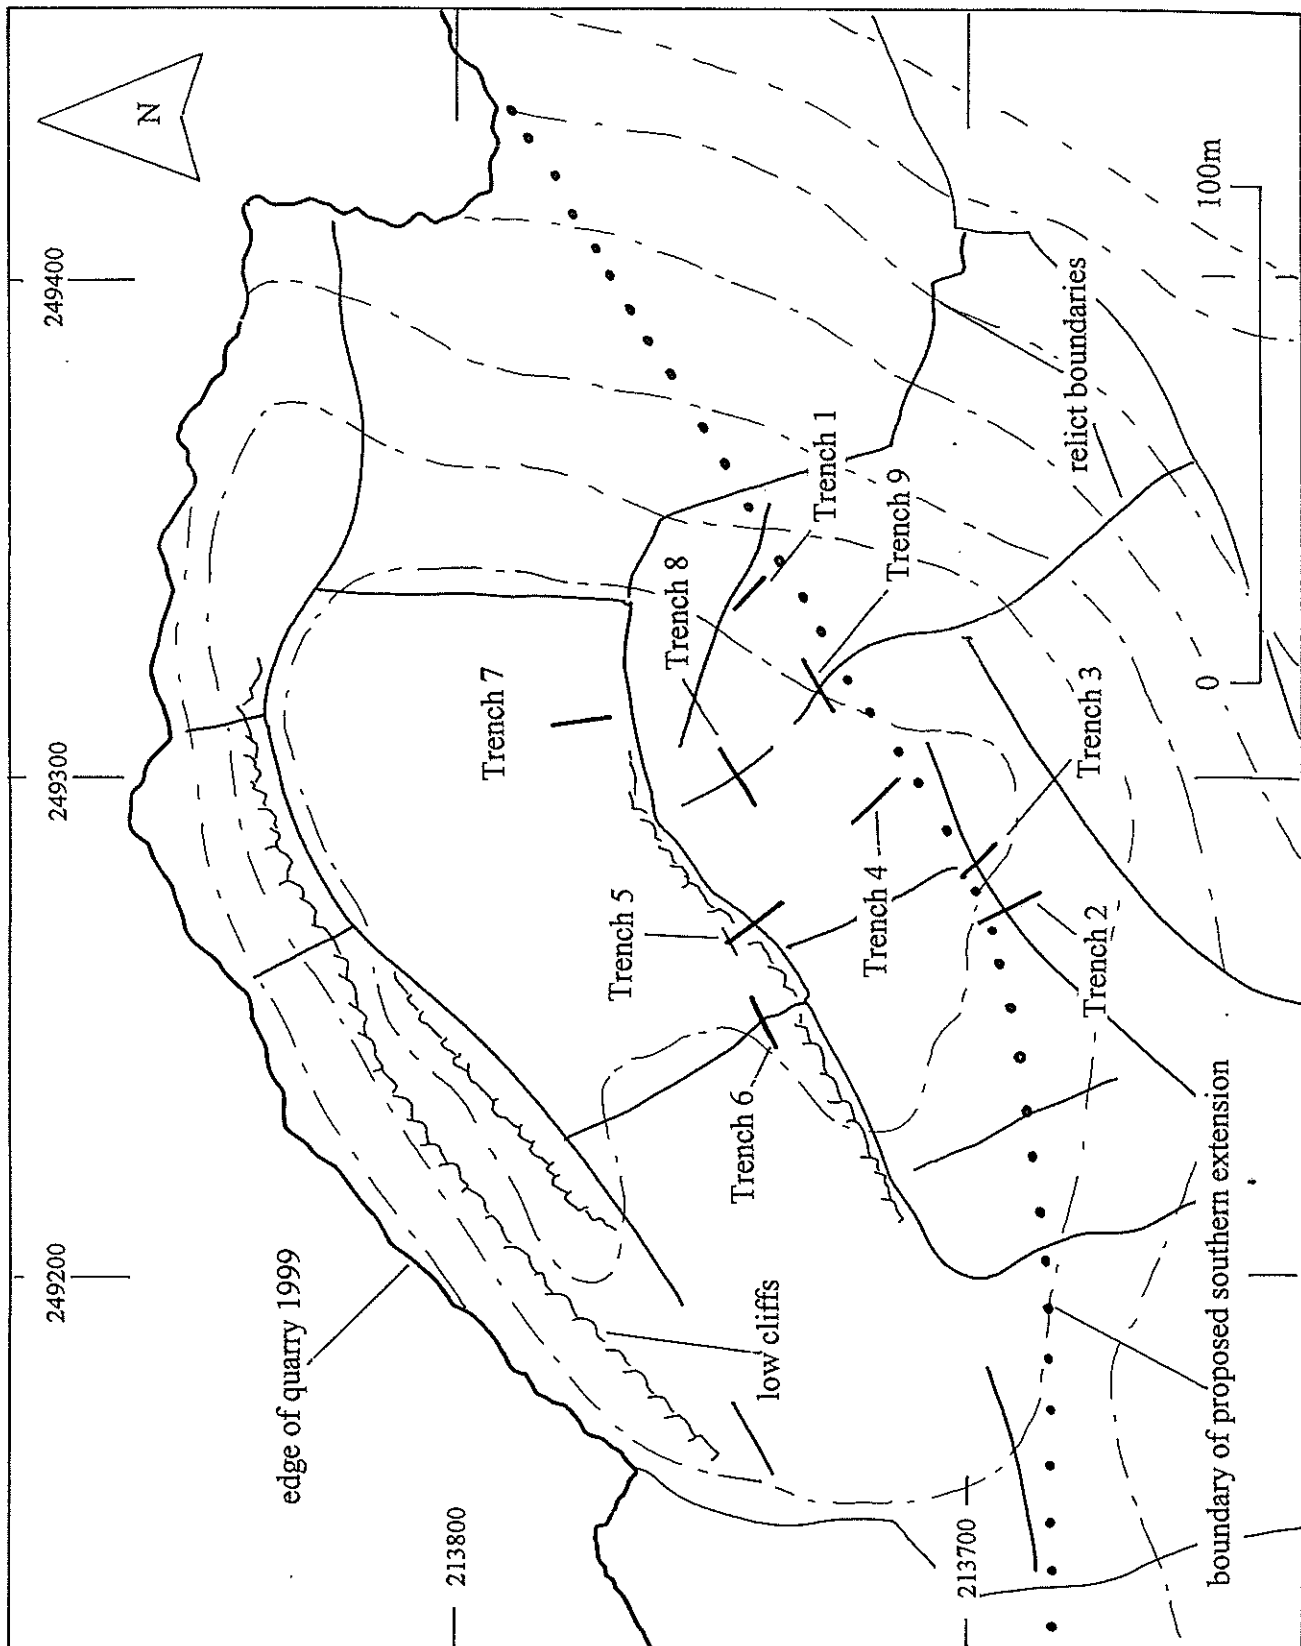 N
249400
249300
249200
213800
213700
edge of quarry 1999
low cliffs
Trench 7
Trench 8
Trench 1
Trench 9
Trench 5
Trench 6
Trench 4
Trench 3
Trench 2
relict boundaries
boundary of proposed southern extension
0
100m